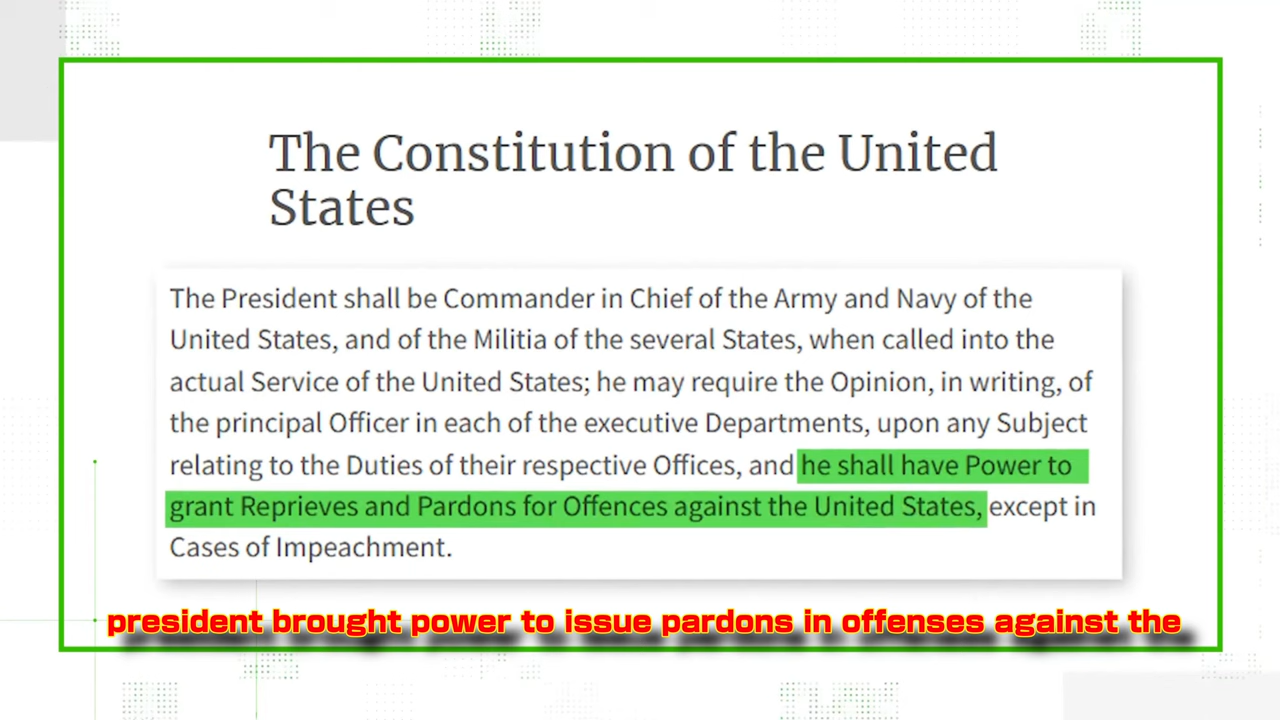 The Constitution of the United
States
The President shall be Commander in Chief of the Army and Navy of the
United States, and of the Militia of the several States, when called into the
actual Service of the United States; he may require the Opinion, in writing, of
the principal Officer in each of the executive Departments, upon any Subject
relating to the Duties of their respective Offices, and he shall have Power to
grant Reprieves and Pardons for Offences against the United States, except in
Cases of Impeachment.
president brought power to issue pardons in offenses against the